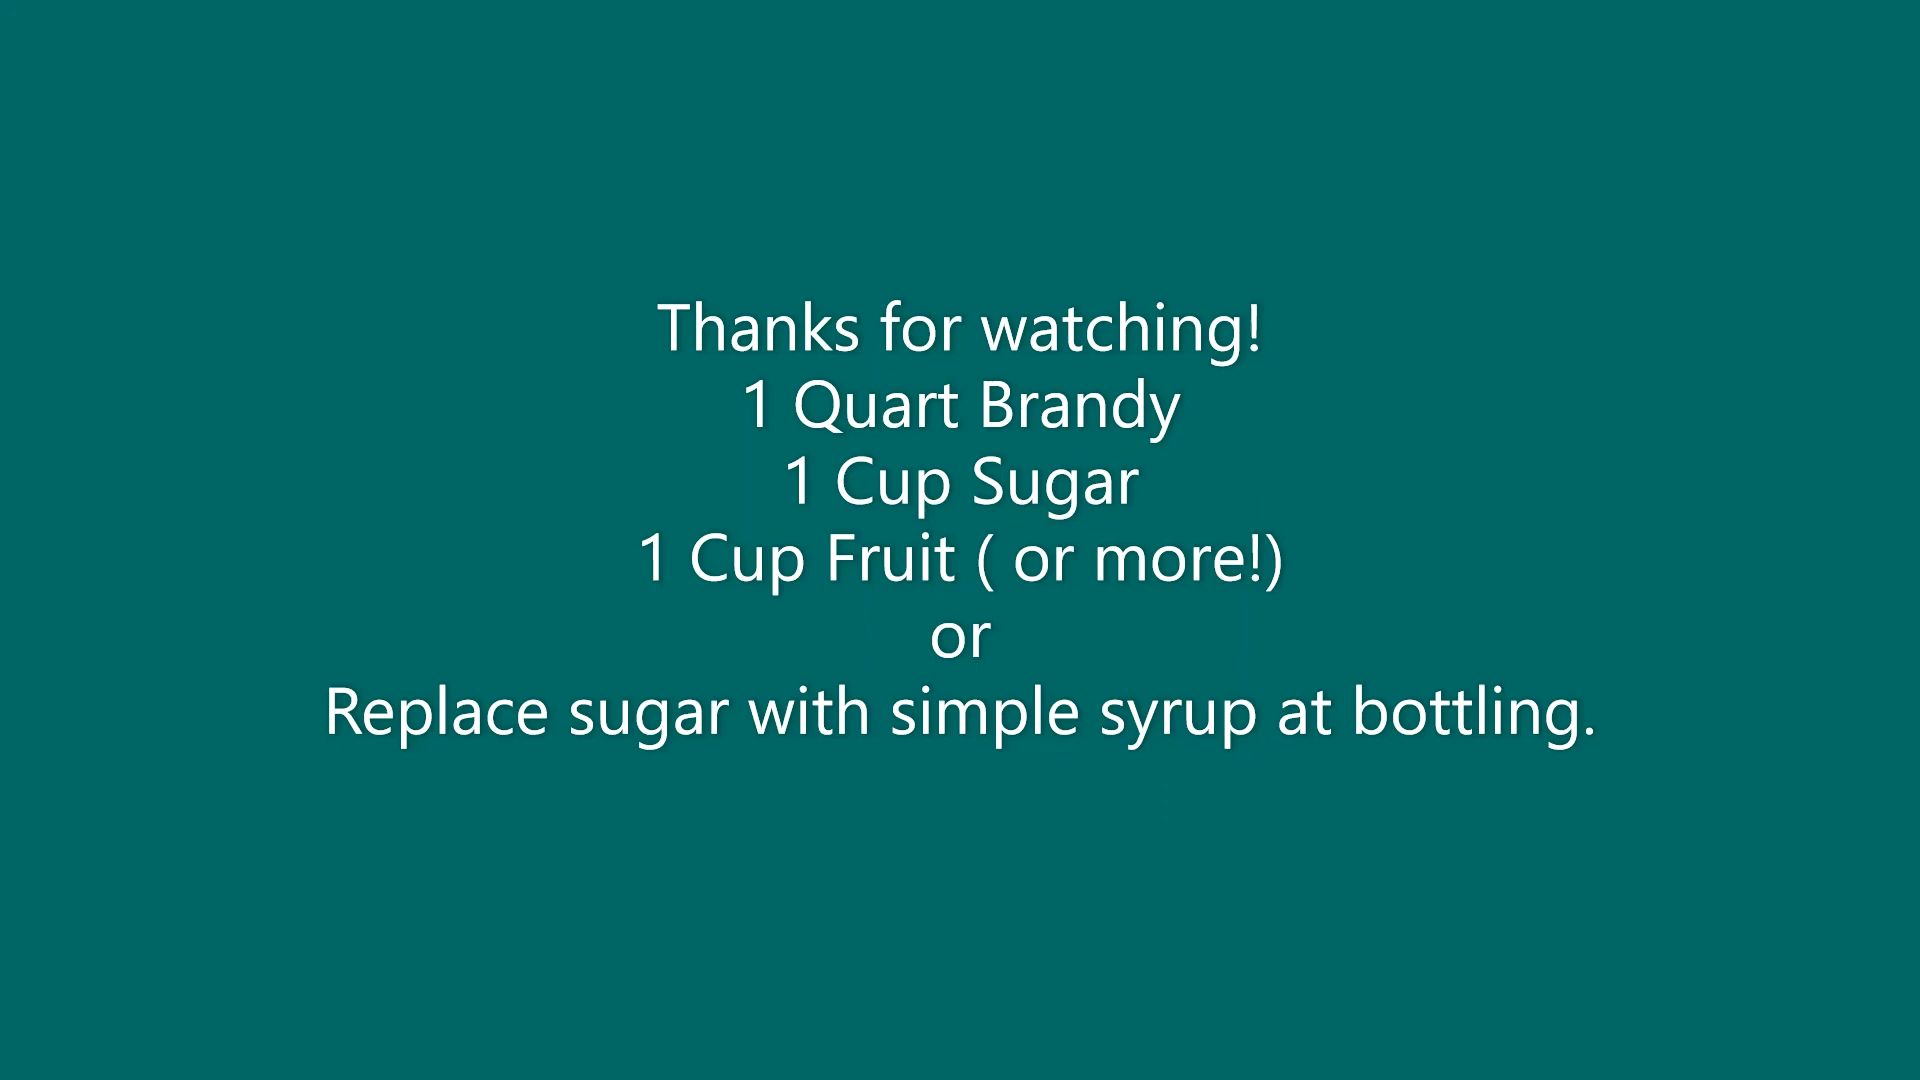 Thanks for watching!
1 Quart Brandy
1 Cup Sugar
1 Cup Fruit ( or more!)
or
Replace sugar with simple syrup at bottling.